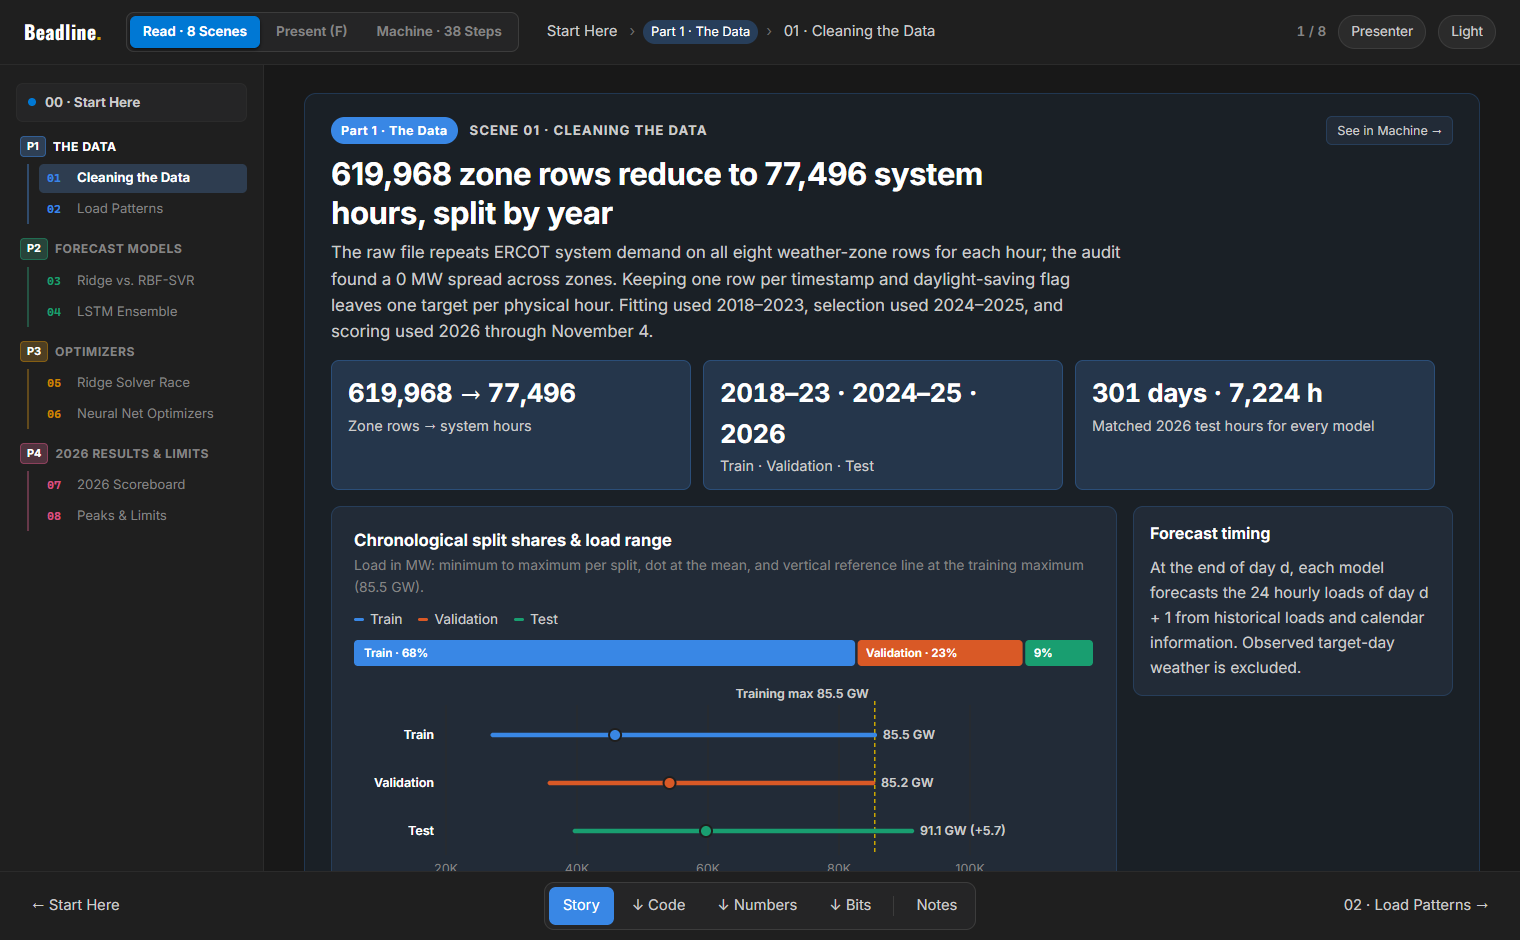 Beadline.
Read · 8 Scenes
Present (F)
Machine · 38 Steps
Start Here › Part 1 · The Data › 01 · Cleaning the Data
1 / 8
Presenter
Light
00 · Start Here
P1 THE DATA
01 Cleaning the Data
02 Load Patterns
P2 FORECAST MODELS
03 Ridge vs. RBF-SVR
04 LSTM Ensemble
P3 OPTIMIZERS
05 Ridge Solver Race
06 Neural Net Optimizers
P4 2026 RESULTS & LIMITS
07 2026 Scoreboard
08 Peaks & Limits
Part 1 · The Data
SCENE 01 · CLEANING THE DATA
See in Machine →
619,968 zone rows reduce to 77,496 system
hours, split by year
The raw file repeats ERCOT system demand on all eight weather-zone rows for each hour; the audit
found a 0 MW spread across zones. Keeping one row per timestamp and daylight-saving flag
leaves one target per physical hour. Fitting used 2018–2023, selection used 2024–2025, and
scoring used 2026 through November 4.
619,968 → 77,496
Zone rows → system hours
2018–23 · 2024–25 ·
2026
Train · Validation · Test
301 days · 7,224 h
Matched 2026 test hours for every model
Chronological split shares & load range
Load in MW: minimum to maximum per split, dot at the mean, and vertical reference line at the training maximum
(85.5 GW).
Train
Validation
Test
Train · 68%
Validation · 23%
9%
Training max 85.5 GW
Train
85.5 GW
Validation
85.2 GW
Test
91.1 GW (+5.7)
20K
40K
60K
80K
100K
Forecast timing
At the end of day d, each model
forecasts the 24 hourly loads of day d
+ 1 from historical loads and calendar
information. Observed target-day
weather is excluded.
← Start Here
Story
↓ Code
↓ Numbers
↓ Bits
Notes
02 · Load Patterns →